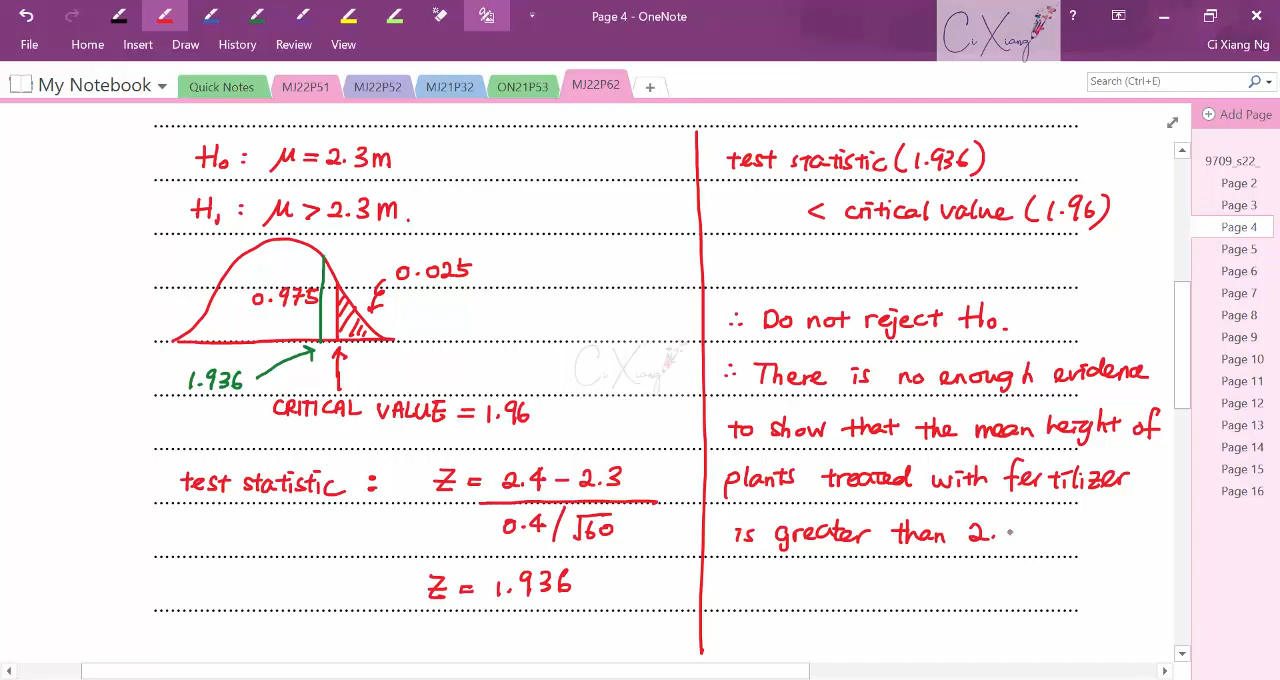 Page 4 - OneNote
Ci Xiang
?
File Home Insert Draw History Review View
Ci Xiang Ng
My Notebook
Quick Notes MJ22P51 MJ22P52 MJ21P32 ON21P53 MJ22P62
Search (Ctrl+E)
Add Page
9709_s22_
Page 2
Page 3
Page 4
Page 5
Page 6
Page 7
Page 8
Page 9
Page 10
Page 11
Page 12
Page 13
Page 14
Page 15
Page 16
H₀ : μ = 2.3 m
H₁ : μ > 2.3 m.
0.025
0.975
1.936
CRITICAL VALUE = 1.96
test statistic : Z = 2.4 - 2.3
0.4 / √60
Z = 1.936
test statistic (1.936)
< critical value (1.96)
∴ Do not reject H₀.
∴ There is no enough evidence
to show that the mean height of
plants treated with fertilizer
is greater than 2.
Ci Xiang